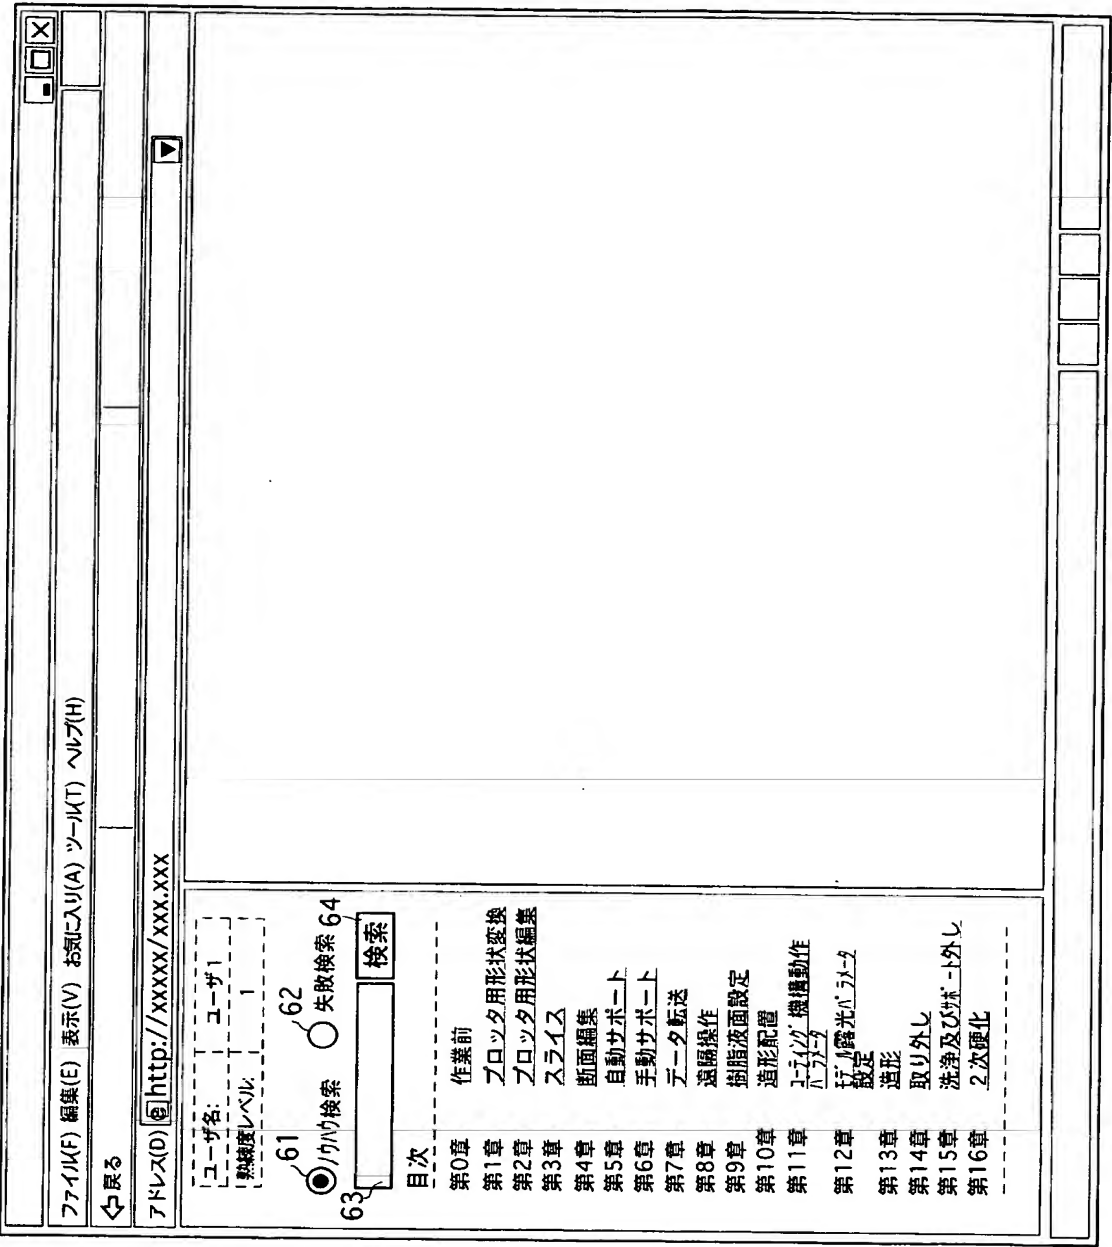 ファイル(F) 編集(E) 表示(V) お気に入り(A) ツール(T) ヘルプ(H)
戻る
アドレス(D) e http://xxxxx/xxx.xxx
ユーザ名: ユーザ1
熟練度レベル 1
61 62
ノウハウ検索 失敗検索 64
63 検索
目次
第0章 作業前
第1章 プロッタ用形状変換
第2章 プロッタ用形状編集
第3章 スライス
第4章 断面編集
第5章 自動サポート
第6章 手動サポート
第7章 データ転送
第8章 遠隔操作
第9章 樹脂液面設定
第10章 造形配置
第11章 コーティング機構動作
パラメータ
第12章 モデル露光パラメータ
設定
第13章 造形
第14章 取り外し
第15章 洗浄及びサポート外し
第16章 2次硬化